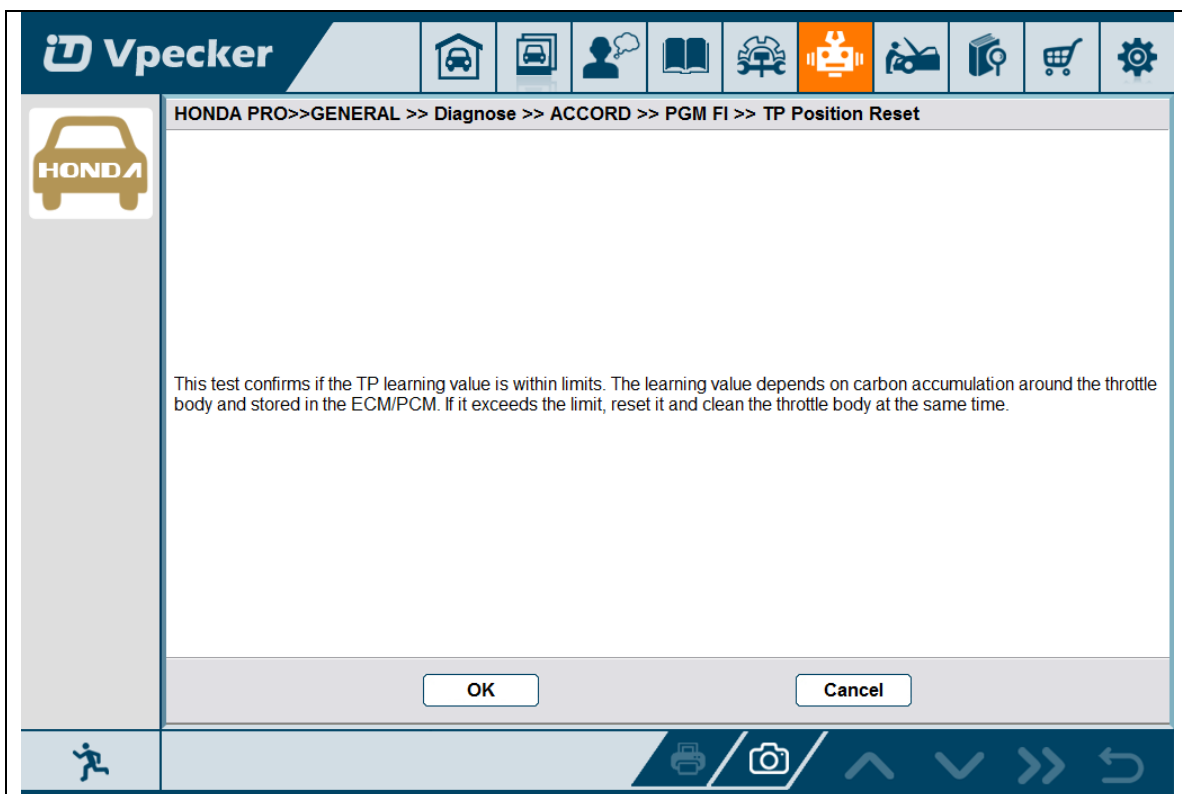 Vpecker
HONDA PRO>>GENERAL >> Diagnose >> ACCORD >> PGM FI >> TP Position Reset
HONDA
This test confirms if the TP learning value is within limits. The learning value depends on carbon accumulation around the throttle
body and stored in the ECM/PCM. If it exceeds the limit, reset it and clean the throttle body at the same time.
OK
Cancel